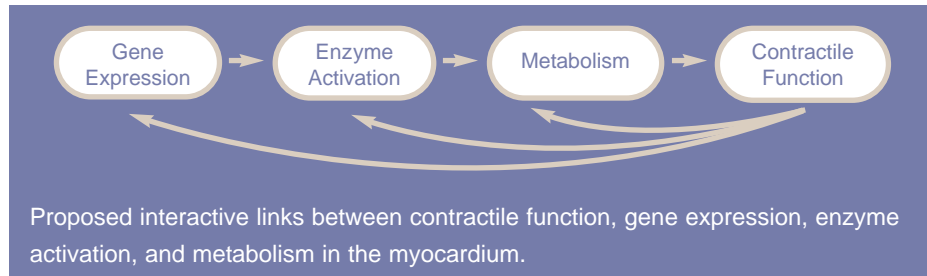 Gene
Expression
Enzyme
Activation
Metabolism
Contractile
Function
Proposed interactive links between contractile function, gene expression, enzyme
activation, and metabolism in the myocardium.